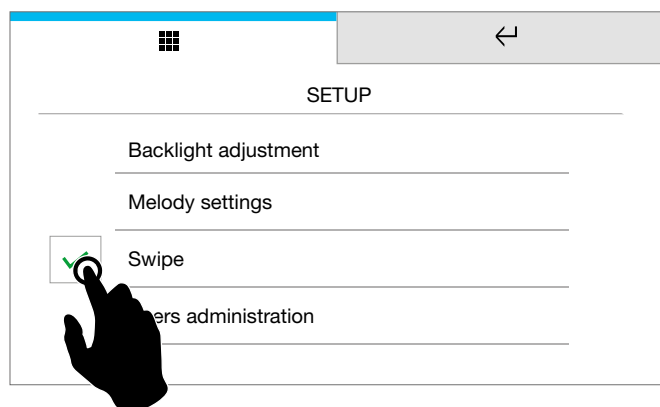 SETUP
Backlight adjustment
Melody settings
Swipe
ers administration